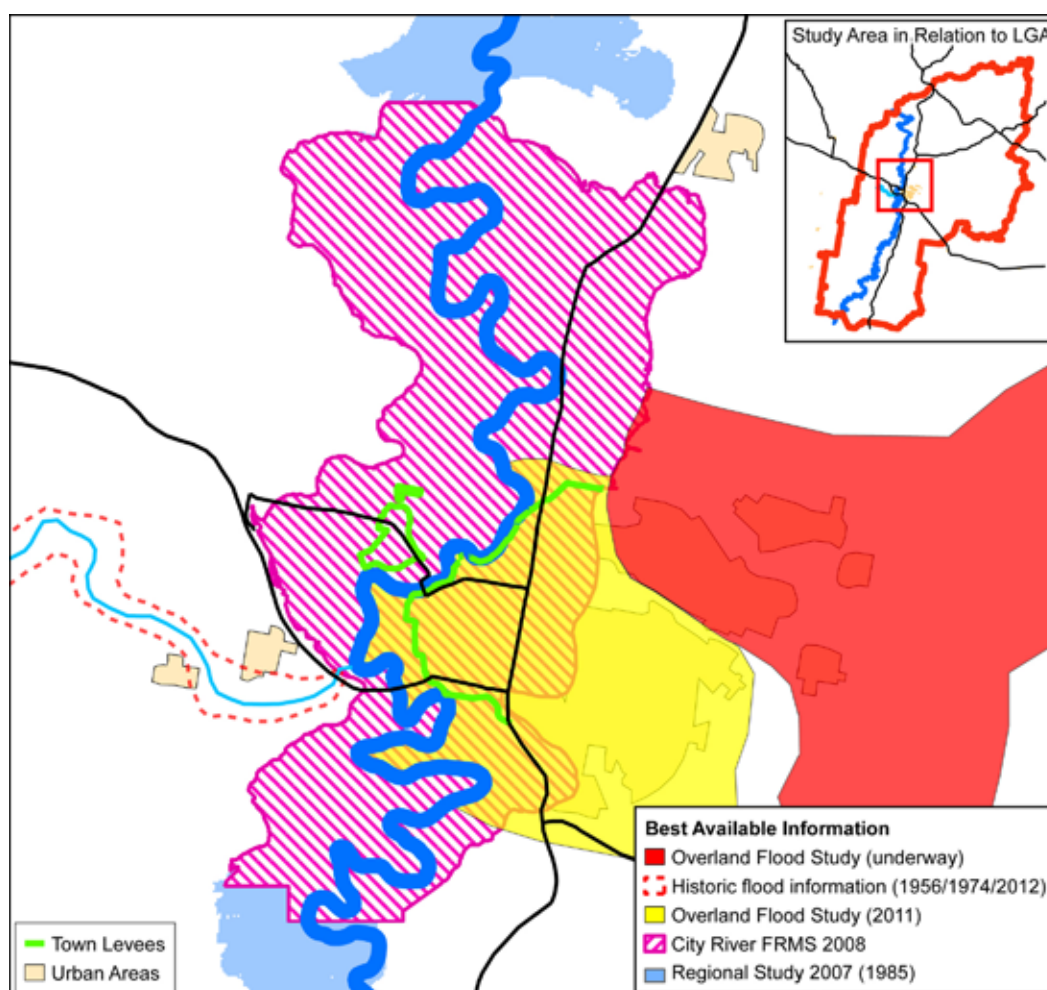 Study Area in Relation to LGA
Best Available Information
Overland Flood Study (underway)
Historic flood information (1956/1974/2012)
Overland Flood Study (2011)
City River FRMS 2008
Regional Study 2007 (1985)
Town Levees
Urban Areas